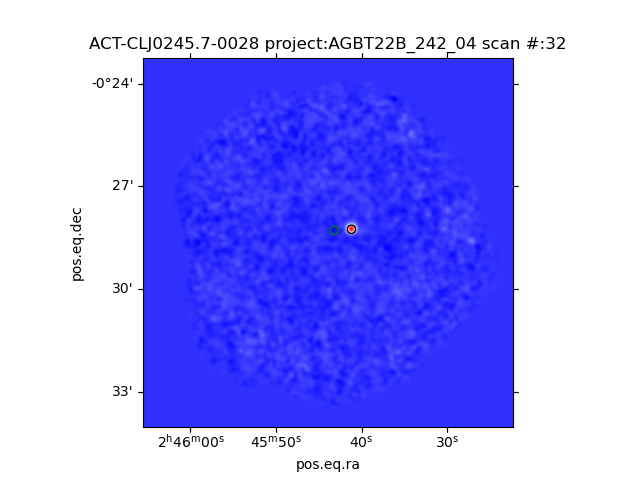 ACT-CLJ0245.7-0028 project:AGBT22B_242_04 scan #:32
-0°24'
27'
30'
33'
pos.eq.dec
2ʰ46ᵐ00ˢ 45ᵐ50ˢ 40ˢ 30ˢ
pos.eq.ra